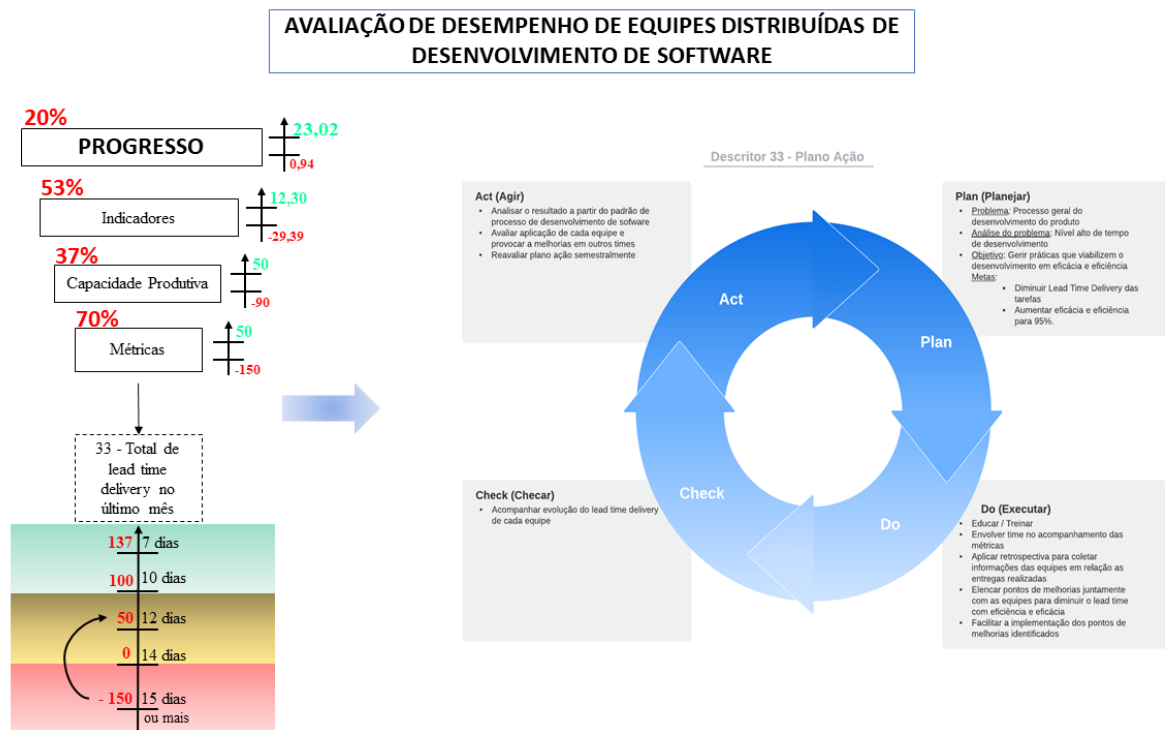 AVALIAÇÃO DE DESEMPENHO DE EQUIPES DISTRIBUÍDAS DE
DESENVOLVIMENTO DE SOFTWARE
20%
PROGRESSO
23,02
0,94
53%
Indicadores
12,30
-29,39
37%
Capacidade Produtiva
50
-90
70%
Métricas
50
-150
33 - Total de
lead time
delivery no
último mês
137 7 dias
100 10 dias
50 12 dias
0 14 dias
- 150 15 dias
ou mais
Descritor 33 - Plano Ação
Act (Agir)
• Analisar o resultado a partir do padrão de
processo de desenvolvimento de sofware
• Avaliar aplicação de cada equipe e
provocar a melhorias em outros times
• Reavaliar plano ação semestralmente
Plan (Planejar)
• Problema: Processo geral do
desenvolvimento do produto
• Análise do problema: Nível alto de tempo
de desenvolvimento
• Objetivo: Gerir práticas que viabilizem o
desenvolvimento em eficácia e eficiência
Metas:
• Diminuir Lead Time Delivery das
tarefas
• Aumentar eficácia e eficiência
para 95%.
Act
Plan
Check
Do
Check (Checar)
• Acompanhar evolução do lead time delivery
de cada equipe
Do (Executar)
• Educar / Treinar
• Envolver time no acompanhamento das
métricas
• Aplicar retrospectiva para coletar
informações das equipes em relação as
entregas realizadas
• Elencar pontos de melhorias juntamente
com as equipes para diminuir o lead time
com eficiência e eficácia
• Facilitar a implementação dos pontos de
melhorias identificados